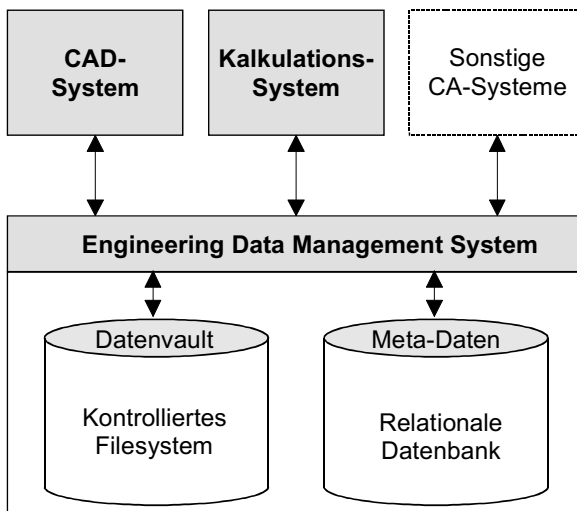 CAD-
System
Kalkulations-
System
Sonstige
CA-Systeme
Engineering Data Management System
Datenvault
Kontrolliertes
Filesystem
Meta-Daten
Relationale
Datenbank